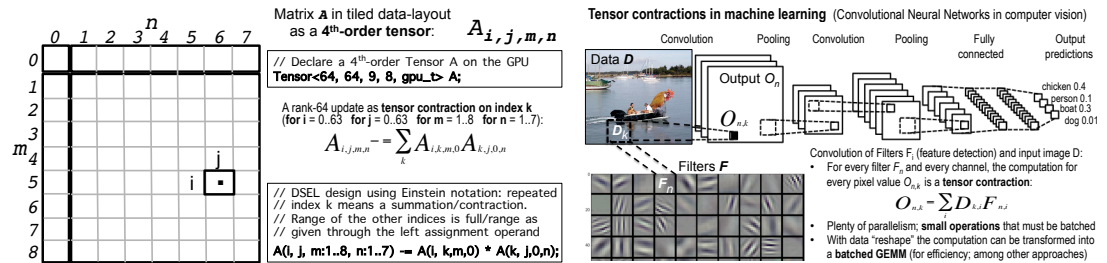 n
0 1 2 3 4 5 6 7
0
1
2
3
m
4
5
6
7
8
j
i
Matrix A in tiled data-layout
as a 4th-order tensor:
A i,j,m,n
// Declare a 4th-order Tensor A on the GPU
Tensor<64, 64, 9, 8, gpu_t> A;
A rank-64 update as tensor contraction on index k
(for i = 0..63 for j = 0..63 for m = 1..8 for n = 1..7):
A i,j,m,n − = ∑ k A i,k,m,0 A k,j,0,n
// DSEL design using Einstein notation: repeated
// index k means a summation/contraction.
// Range of the other indices is full/range as
// given through the left assignment operand
A(i, j, m:1..8, n:1..7) -= A(i, k,m,0) * A(k, j,0,n);
Tensor contractions in machine learning (Convolutional Neural Networks in computer vision)
Convolution Pooling Convolution Pooling Fully connected Output predictions
Data D
Output On
On,k
Dk
chicken 0.4
person 0.1
boat 0.3
dog 0.01
Filters F
Fn
Convolution of Filters Fi (feature detection) and input image D:
• For every filter Fn and every channel, the computation for
every pixel value On,k is a tensor contraction:
O n,k = ∑ i D k,i F n,i
• Plenty of parallelism; small operations that must be batched
• With data "reshape" the computation can be transformed into
a batched GEMM (for efficiency; among other approaches)